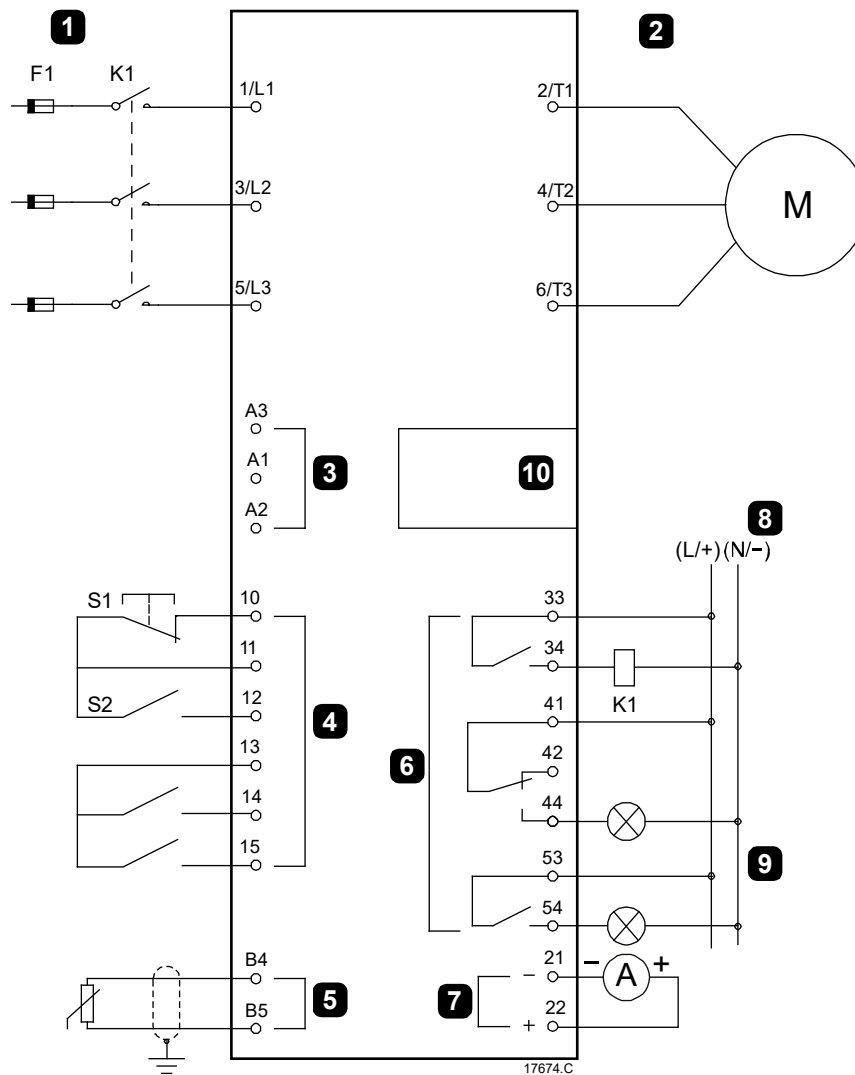 1
2
F1 K1
1/L1
2/T1
3/L2
4/T2
M
5/L3
6/T3
A3
A1
A2
3
10
8
(L/+) (N/−)
S1
10
11
S2
12
13
14
15
4
33
34
K1
41
42
44
6
53
54
9
B4
B5
5
7
21
−
− A +
22
+
17674.C